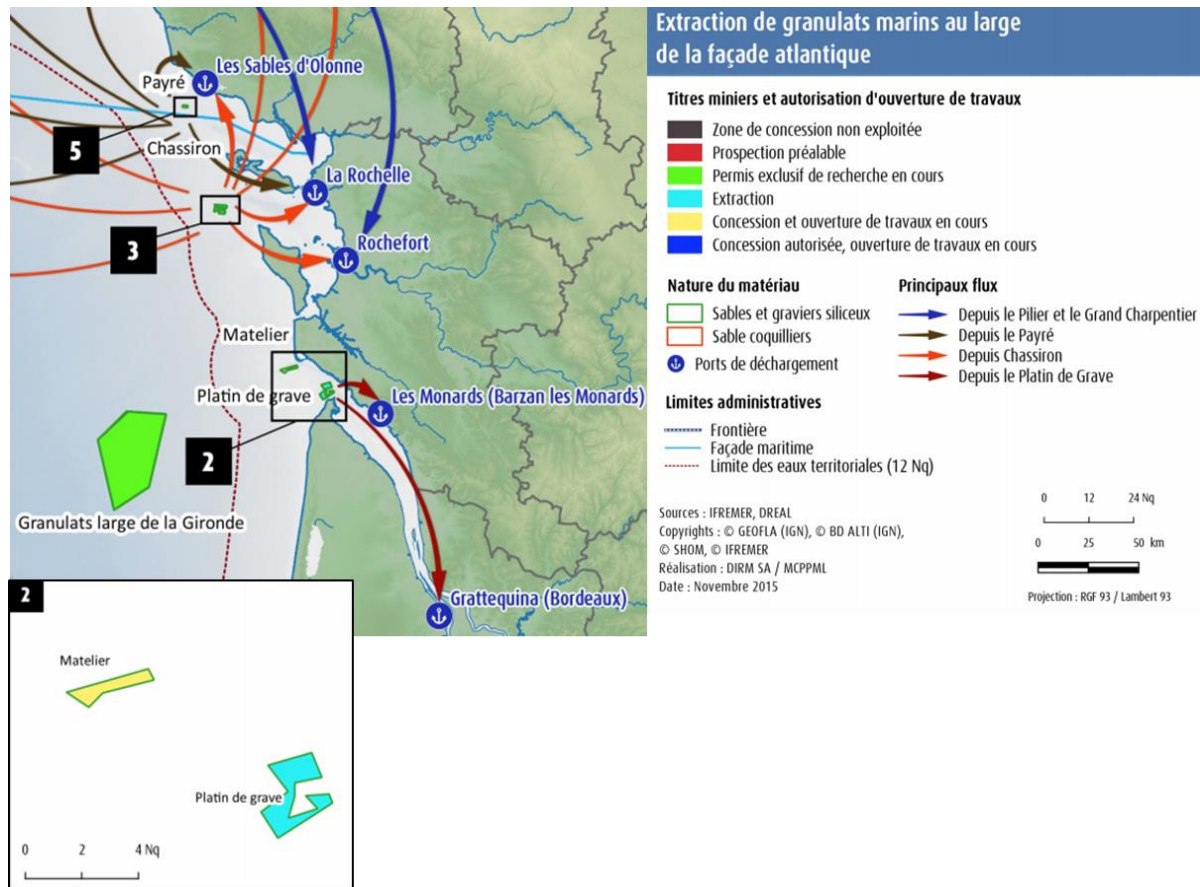 Les Sables d'Olonne
Payré
5
Chassiron
La Rochelle
3
Rochefort
Matelier
Platin de grave
Les Monards (Barzan les Monards)
2
Granulats large de la Gironde
Grattequina (Bordeaux)
2
Matelier
Platin de grave
0 2 4 Nq
Extraction de granulats marins au large
de la façade atlantique
Titres miniers et autorisation d'ouverture de travaux
Zone de concession non exploitée
Prospection préalable
Permis exclusif de recherche en cours
Extraction
Concession et ouverture de travaux en cours
Concession autorisée, ouverture de travaux en cours
Nature du matériau
Sables et graviers siliceux
Sable coquilliers
Ports de déchargement
Principaux flux
Depuis le Pilier et le Grand Charpentier
Depuis le Payré
Depuis Chassiron
Depuis le Platin de Grave
Limites administratives
Frontière
Façade maritime
Limite des eaux territoriales (12 Nq)
Sources : IFREMER, DREAL
Copyrights : © GEOFLA (IGN), © BD ALTI (IGN),
© SHOM, © IFREMER
Réalisation : DIRM SA / MCPPML
Date : Novembre 2015
0 12 24 Nq
0 25 50 km
Projection : RGF 93 / Lambert 93